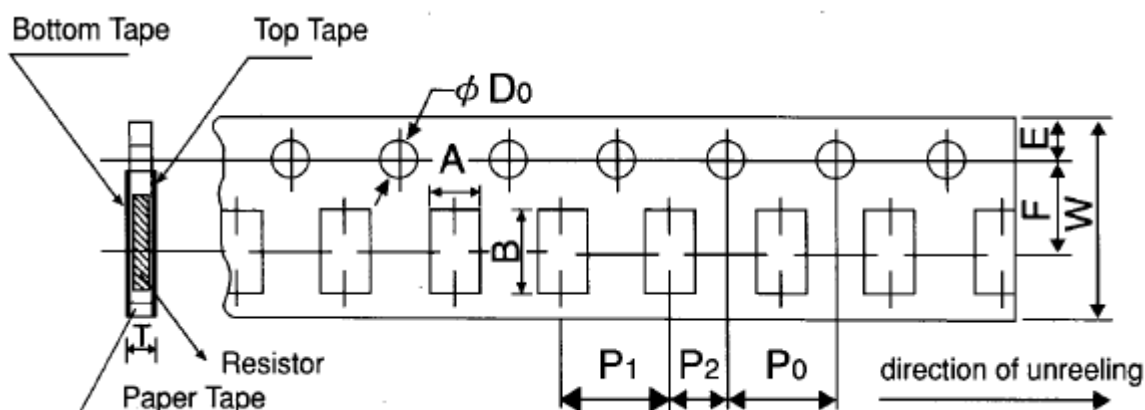 Bottom Tape
Top Tape
φ D0
A
E
F
W
B
T
Resistor
Paper Tape
P1
P2
P0
direction of unreeling